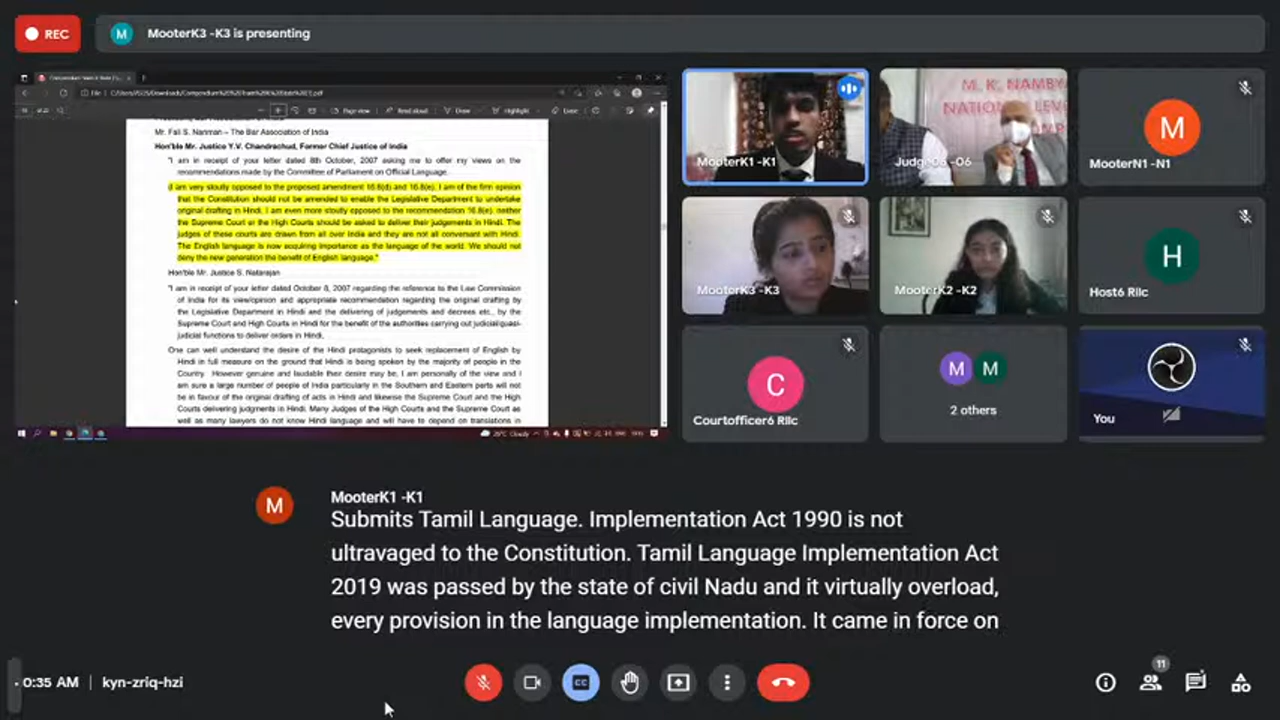 REC
M
MooterK3 -K3 is presenting
Mr. Fali S. Nariman – The Bar Association of India
Hon'ble Mr. Justice Y.V. Chandrachud, Former Chief Justice of India
"I am in receipt of your letter dated 8th October, 2007 asking me to offer my views on the
recommendations made by the Committee of Parliament on Official Language.
I am very stoutly opposed to the proposed amendment 16.8(d) and 16.8(e). I am of the firm opinion
that the Constitution should not be amended to enable the Legislative Department to undertake
original drafting in Hindi. I am even more stoutly opposed to the recommendation 16.8(e). neither
the Supreme Court or the High Courts should be asked to deliver their judgements in Hindi. The
judges of these courts are drawn from all over India and they are not all conversant with Hindi.
The English language is now acquiring importance as the language of the world. We should not
deny the new generation the benefit of English language."
Hon'ble Mr. Justice S. Natarajan
"I am in receipt of your letter dated October 8, 2007 regarding the reference to the Law Commission
of India for its view/opinion and appropriate recommendation regarding the original drafting by
the Legislative Department in Hindi and the delivering of judgements and decrees etc., by the
Supreme Court and High Courts in Hindi for the benefit of the authorities carrying out judicial/quasi-
judicial functions to deliver orders in Hindi.
One can well understand the desire of the Hindi protagonists to seek replacement of English by
Hindi in full measure on the ground that Hindi is being spoken by the majority of people in the
Country. However genuine and laudable their desire may be, I am personally of the view and I
am sure a large number of people of India particularly in the Southern and Eastern parts will not
be in favour of the original drafting of acts in Hindi and likewise the Supreme Court and the High
Courts delivering judgments in Hindi. Many Judges of the High Courts and the Supreme Court as
well as many lawyers do not know Hindi language and will have to depend on translations in
MooterK1 -K1
M. K. NAMBY
NATIONAL LEVE
Judge06 -O6
M
MooterN1 -N1
MooterK3 -K3
MooterK2 -K2
H
Host6 Rllc
C
Courtofficer6 Rllc
M M
2 others
You
M
MooterK1 -K1
Submits Tamil Language. Implementation Act 1990 is not
ultravaged to the Constitution. Tamil Language Implementation Act
2019 was passed by the state of civil Nadu and it virtually overload,
every provision in the language implementation. It came in force on
0:35 AM | kyn-zriq-hzi
CC
11